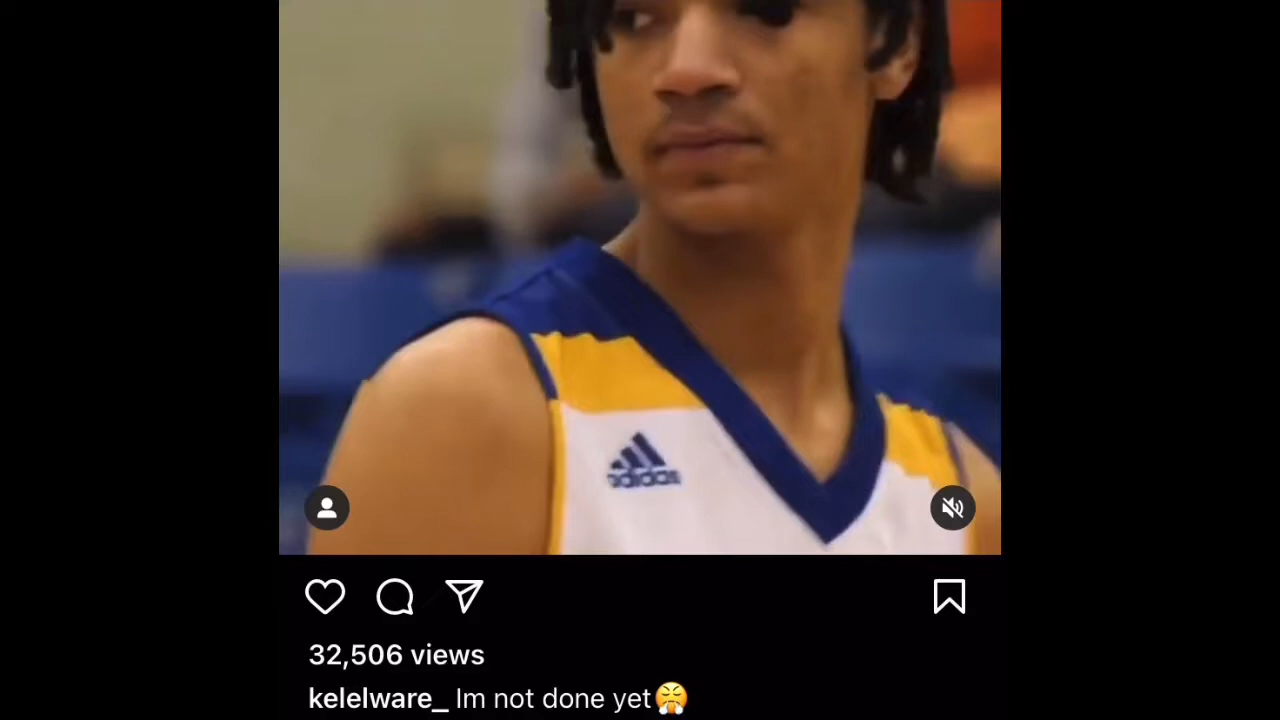 adidas
32,506 views
kelelware_ Im not done yet😤